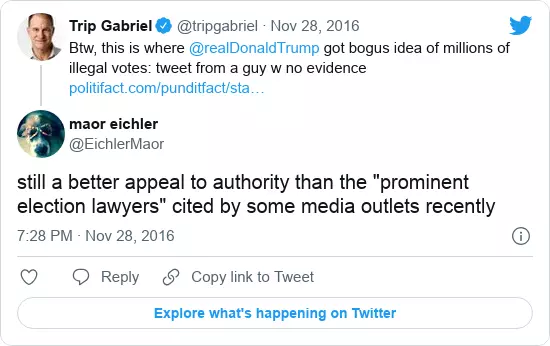 Trip Gabriel @tripgabriel · Nov 28, 2016
Btw, this is where @realDonaldTrump got bogus idea of millions of
illegal votes: tweet from a guy w no evidence
politifact.com/punditfact/sta…
maor eichler
@EichlerMaor
still a better appeal to authority than the "prominent
election lawyers" cited by some media outlets recently
7:28 PM · Nov 28, 2016
Reply Copy link to Tweet
Explore what's happening on Twitter